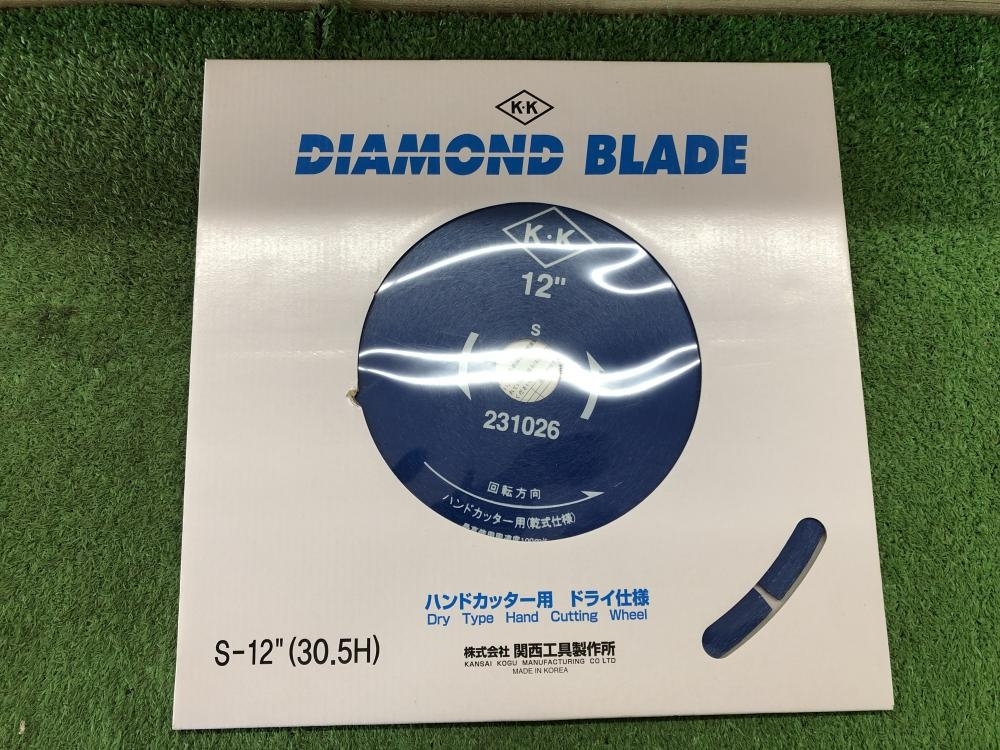 K·K
DIAMOND BLADE
K·K
12"
S
231026
回転方向
ハンドカッター用(乾式仕様)
ハンドカッター用 ドライ仕様
Dry Type Hand Cutting Wheel
S-12"(30.5H)
株式会社 関西工具製作所
KANSAI KOGU MANUFACTURING CO LTD
MADE IN KOREA